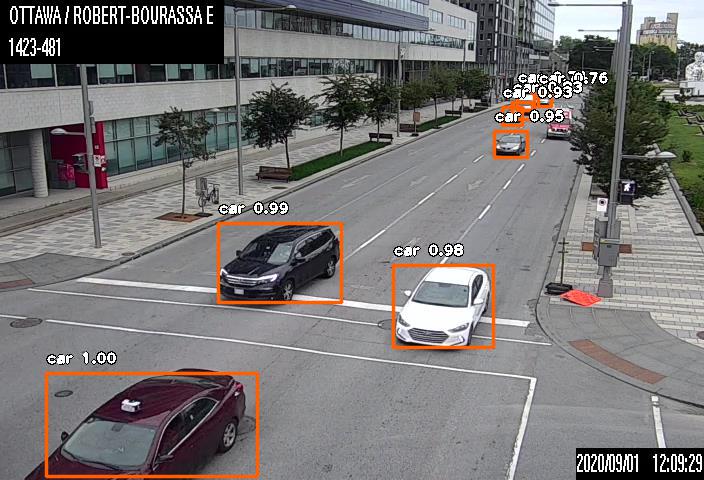 OTTAWA / ROBERT-BOURASSA E
1423-481
car 0.76
car 0.93
car 0.95
car 0.99
car 0.98
car 1.00
2020/09/01 12:09:29